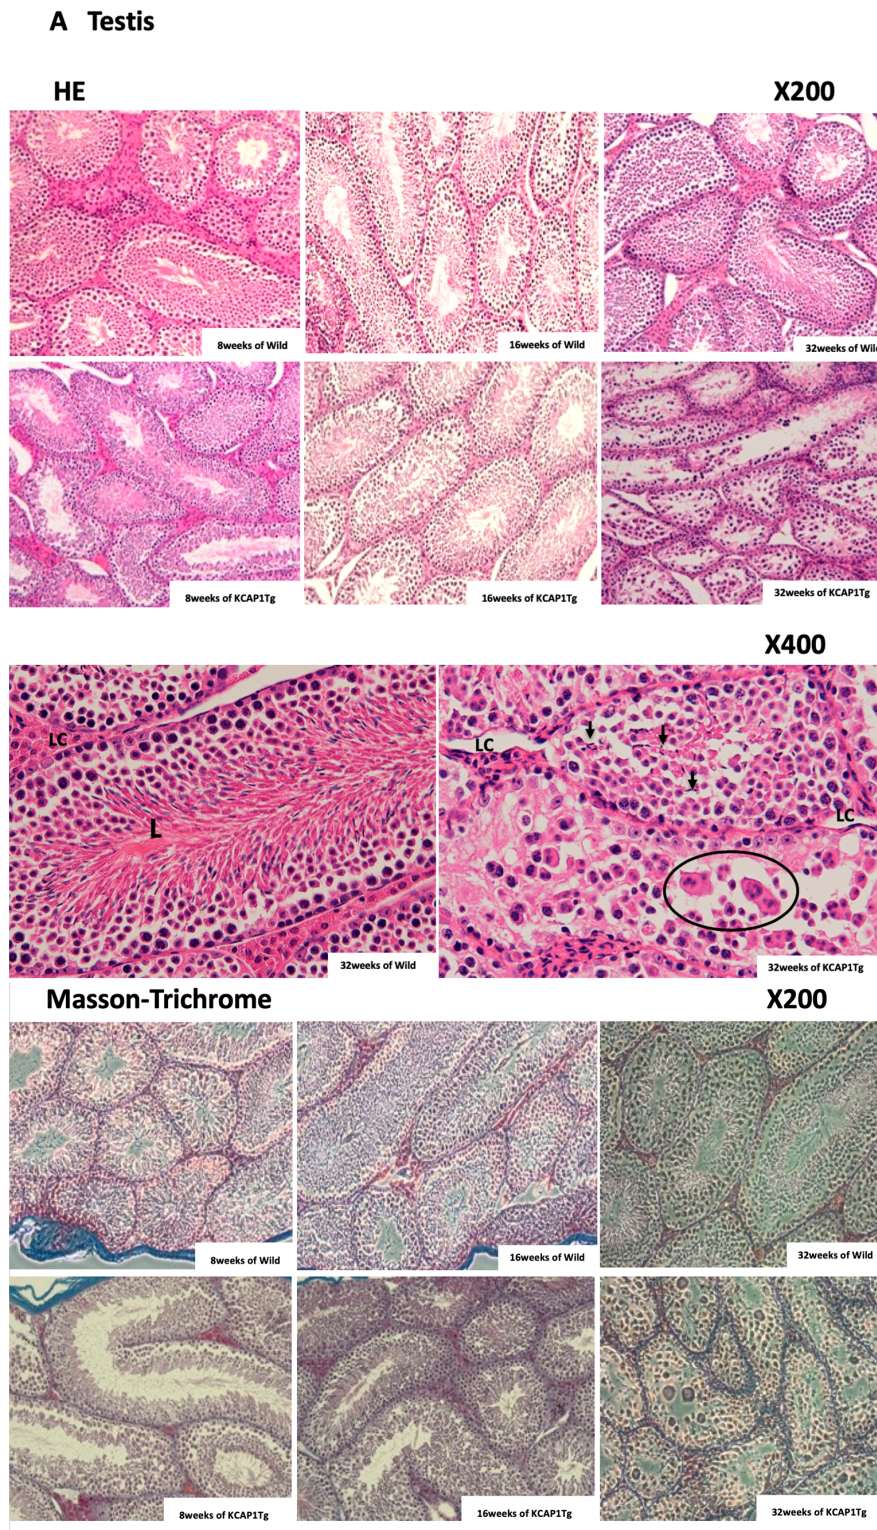 A Testis
HE
X200
8weeks of Wild
16weeks of Wild
32weeks of Wild
8weeks of KCAP1Tg
16weeks of KCAP1Tg
32weeks of KCAP1Tg
X400
LC
L
32weeks of Wild
LC
LC
32weeks of KCAP1Tg
Masson-Trichrome
X200
8weeks of Wild
16weeks of Wild
32weeks of Wild
8weeks of KCAP1Tg
16weeks of KCAP1Tg
32weeks of KCAP1Tg